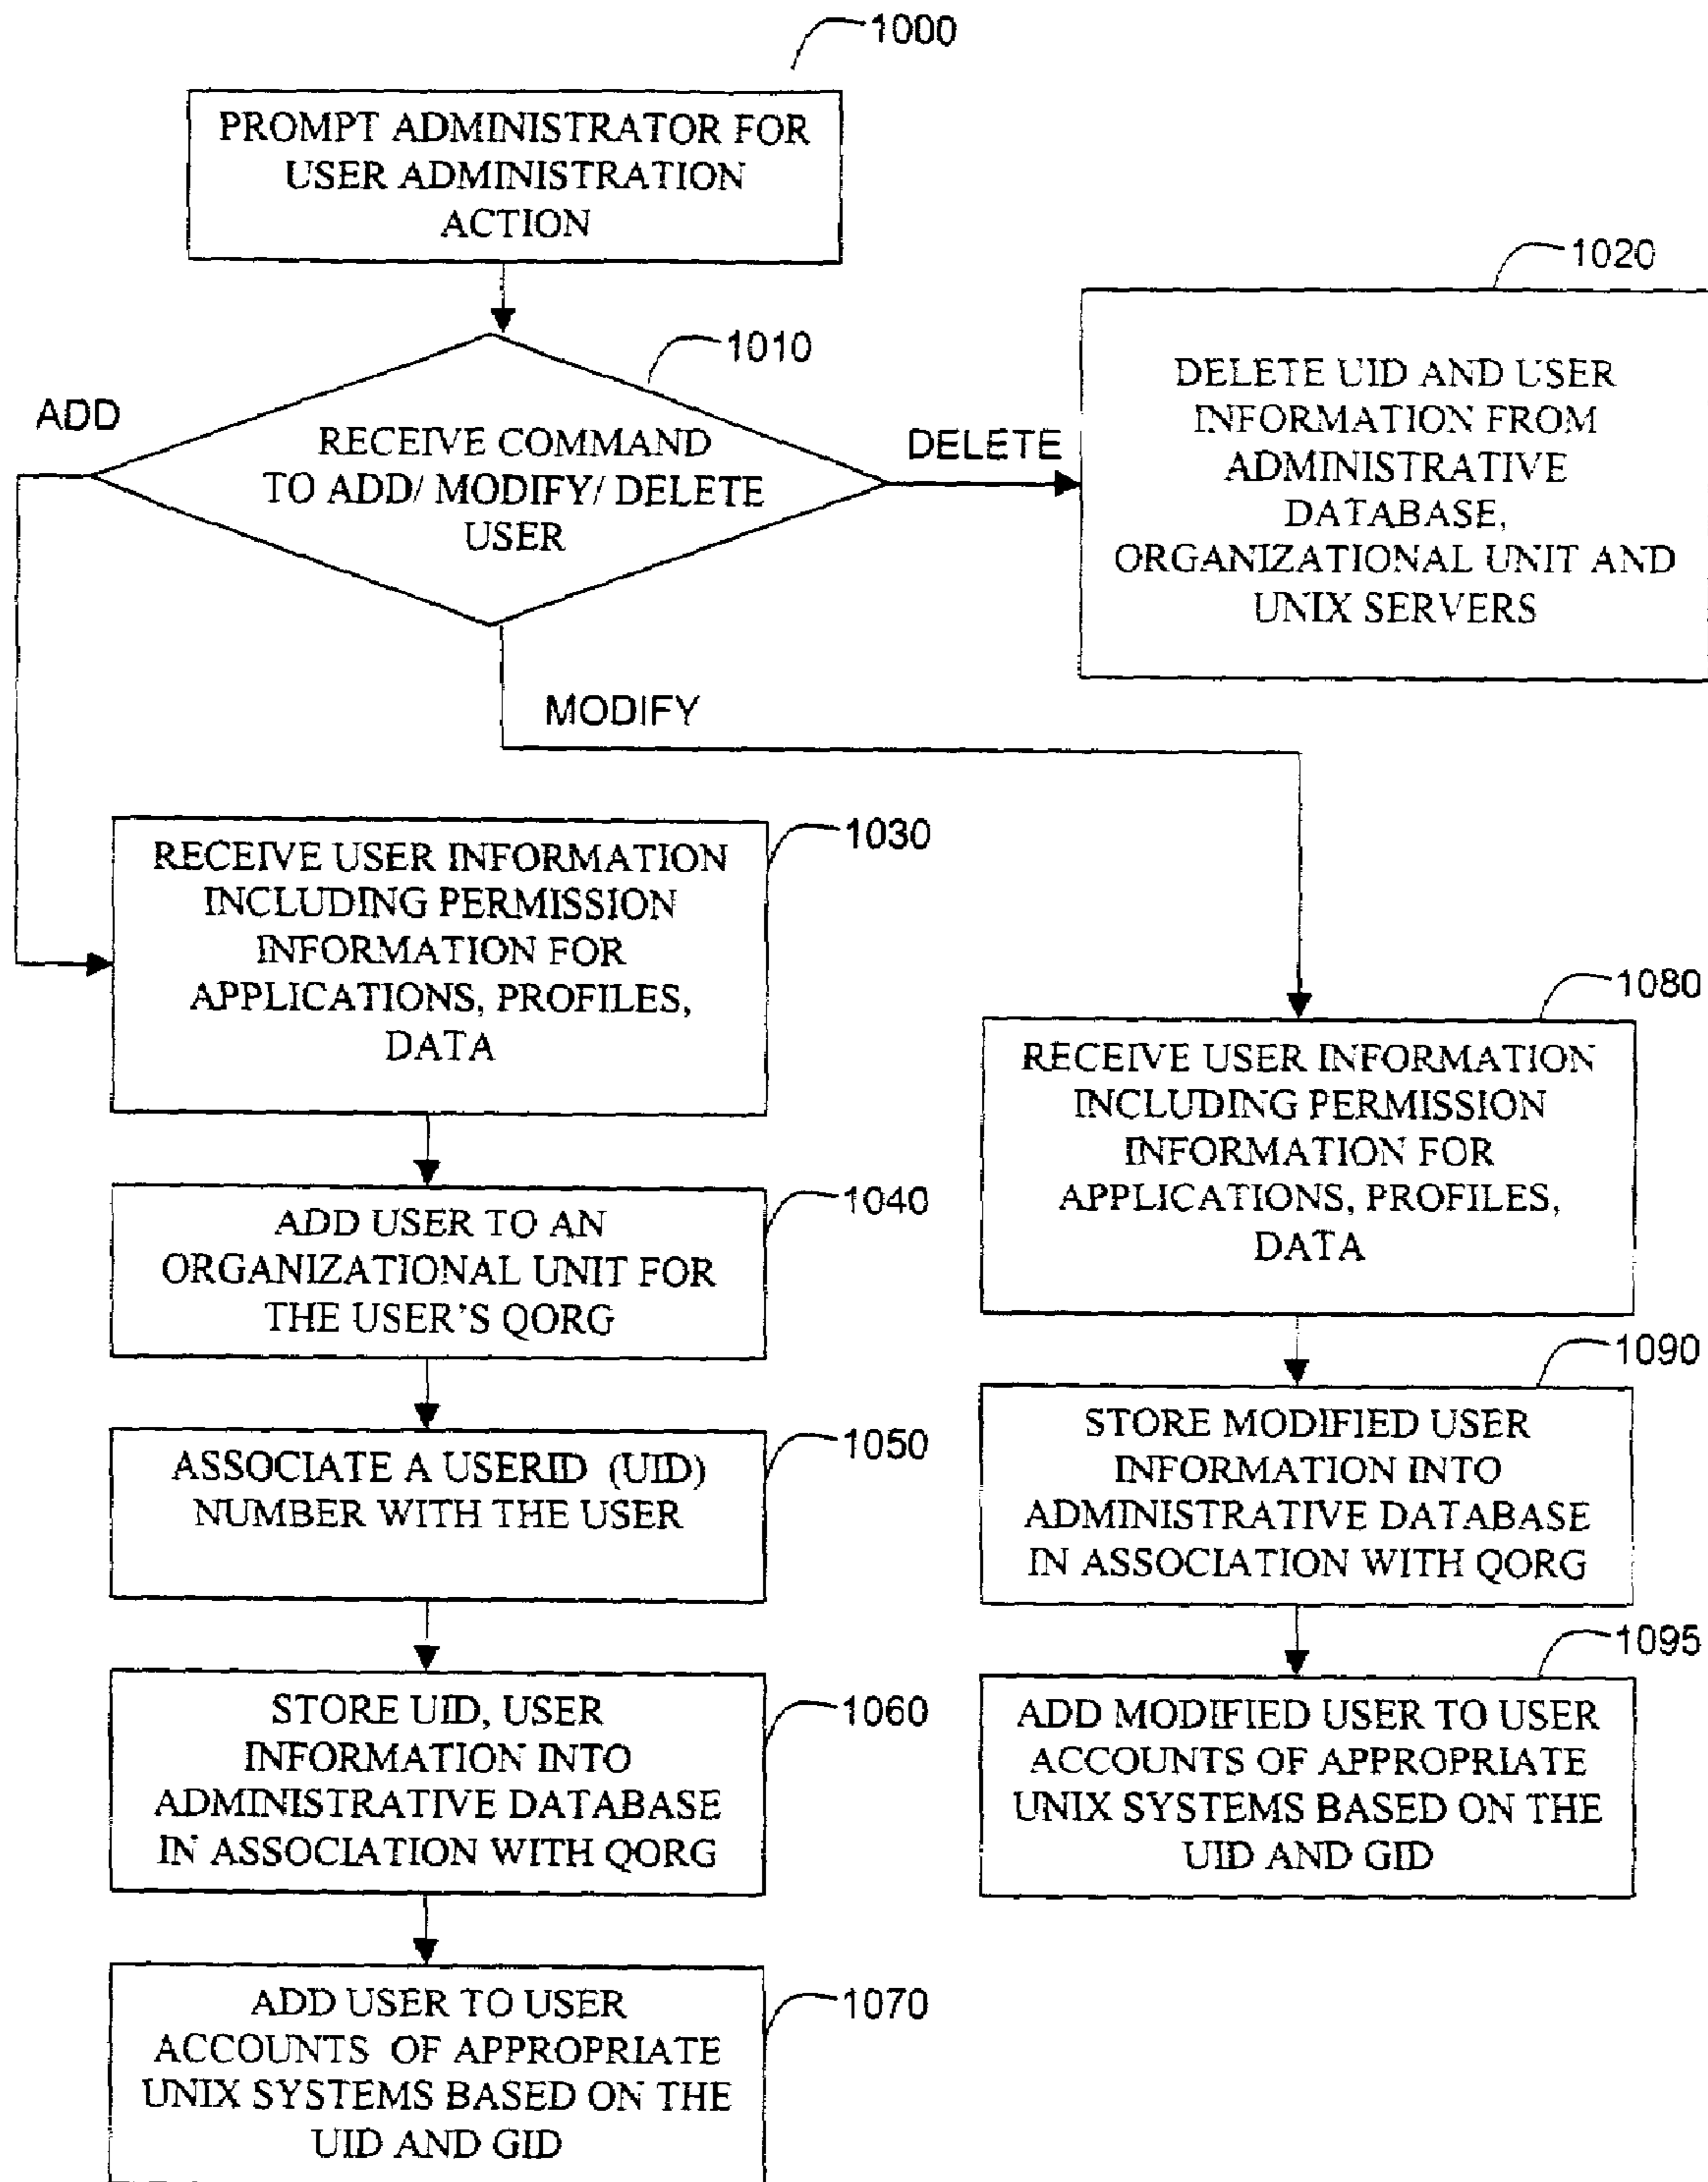 1000
PROMPT ADMINISTRATOR FOR
USER ADMINISTRATION
ACTION
1010
ADD
RECEIVE COMMAND
TO ADD/ MODIFY/ DELETE
USER
DELETE
1020
DELETE UID AND USER
INFORMATION FROM
ADMINISTRATIVE
DATABASE,
ORGANIZATIONAL UNIT AND
UNIX SERVERS
MODIFY
1030
RECEIVE USER INFORMATION
INCLUDING PERMISSION
INFORMATION FOR
APPLICATIONS, PROFILES,
DATA
1040
ADD USER TO AN
ORGANIZATIONAL UNIT FOR
THE USER'S QORG
1050
ASSOCIATE A USERID (UID)
NUMBER WITH THE USER
1060
STORE UID, USER
INFORMATION INTO
ADMINISTRATIVE DATABASE
IN ASSOCIATION WITH QORG
1070
ADD USER TO USER
ACCOUNTS OF APPROPRIATE
UNIX SYSTEMS BASED ON THE
UID AND GID
1080
RECEIVE USER INFORMATION
INCLUDING PERMISSION
INFORMATION FOR
APPLICATIONS, PROFILES,
DATA
1090
STORE MODIFIED USER
INFORMATION INTO
ADMINISTRATIVE DATABASE
IN ASSOCIATION WITH QORG
1095
ADD MODIFIED USER TO USER
ACCOUNTS OF APPROPRIATE
UNIX SYSTEMS BASED ON THE
UID AND GID